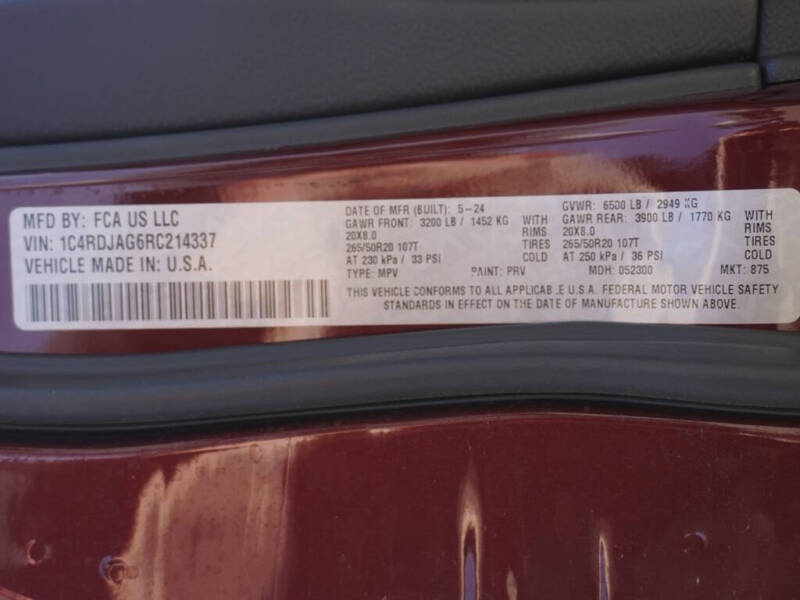 MFD BY: FCA US LLC
VIN: 1C4RDJAG6RC214337
VEHICLE MADE IN: U.S.A.
DATE OF MFR (BUILT): 5-24
GAWR FRONT: 3200 LB / 1452 KG
20X8.0
WITH RIMS
265/50R20 107T
TIRES
AT 230 kPa / 33 PSI
COLD
TYPE: MPV
PAINT: PRV
GVWR: 6500 LB / 2949 KG
GAWR REAR: 3900 LB / 1770 KG
20X8.0
WITH RIMS
265/50R20 107T
TIRES
AT 250 kPa / 36 PSI
COLD
MDH: 052300
MKT: 875
THIS VEHICLE CONFORMS TO ALL APPLICAB.E U.S.A. FEDERAL MOTOR VEHICLE SAFETY
STANDARDS IN EFFECT ON THE DATE OF MANUFACTURE SHOWN ABOVE.